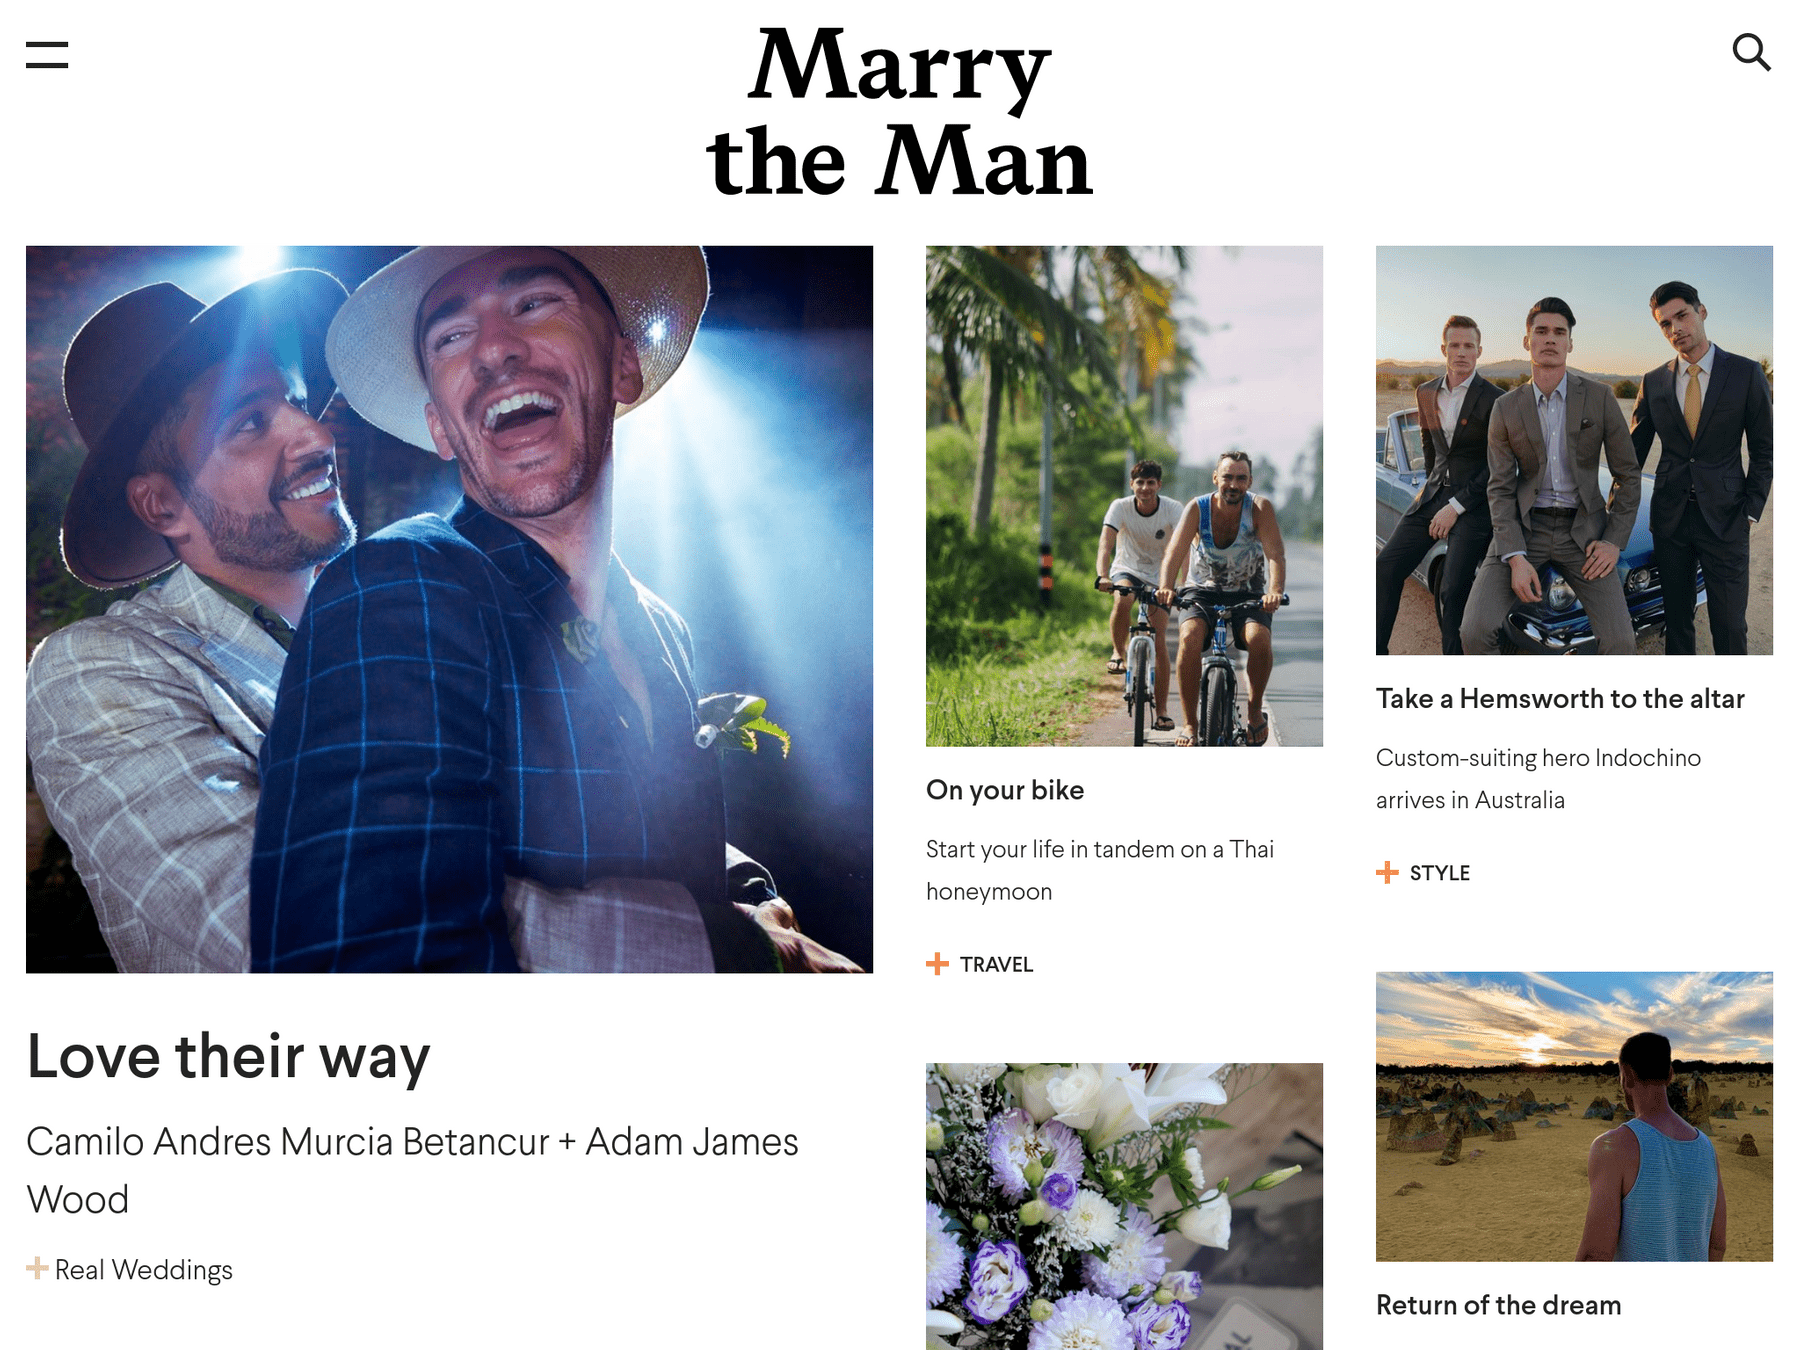 Marry
the Man
Love their way
Camilo Andres Murcia Betancur + Adam James
Wood
Real Weddings
On your bike
Start your life in tandem on a Thai
honeymoon
TRAVEL
Take a Hemsworth to the altar
Custom-suiting hero Indochino
arrives in Australia
STYLE
Return of the dream